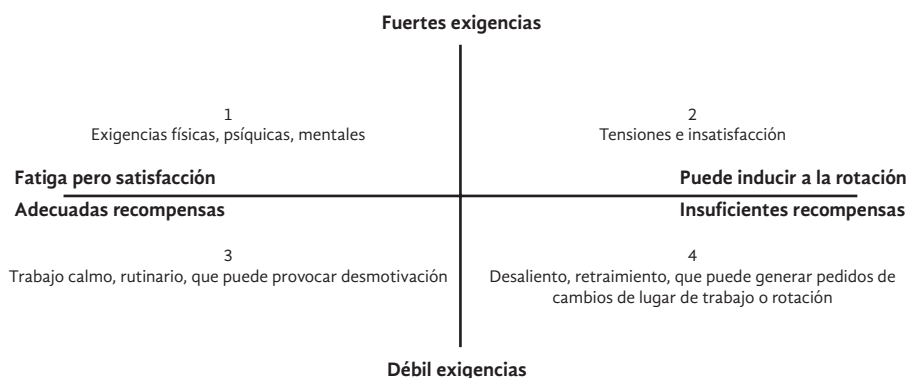 Fuertes exigencias
1
Exigencias físicas, psíquicas, mentales
2
Tensiones e insatisfacción
Fatiga pero satisfacción
Puede inducir a la rotación
Adecuadas recompensas
Insuficientes recompensas
3
Trabajo calmo, rutinario, que puede provocar desmotivación
4
Desaliento, retraimiento, que puede generar pedidos de
cambios de lugar de trabajo o rotación
Débil exigencias